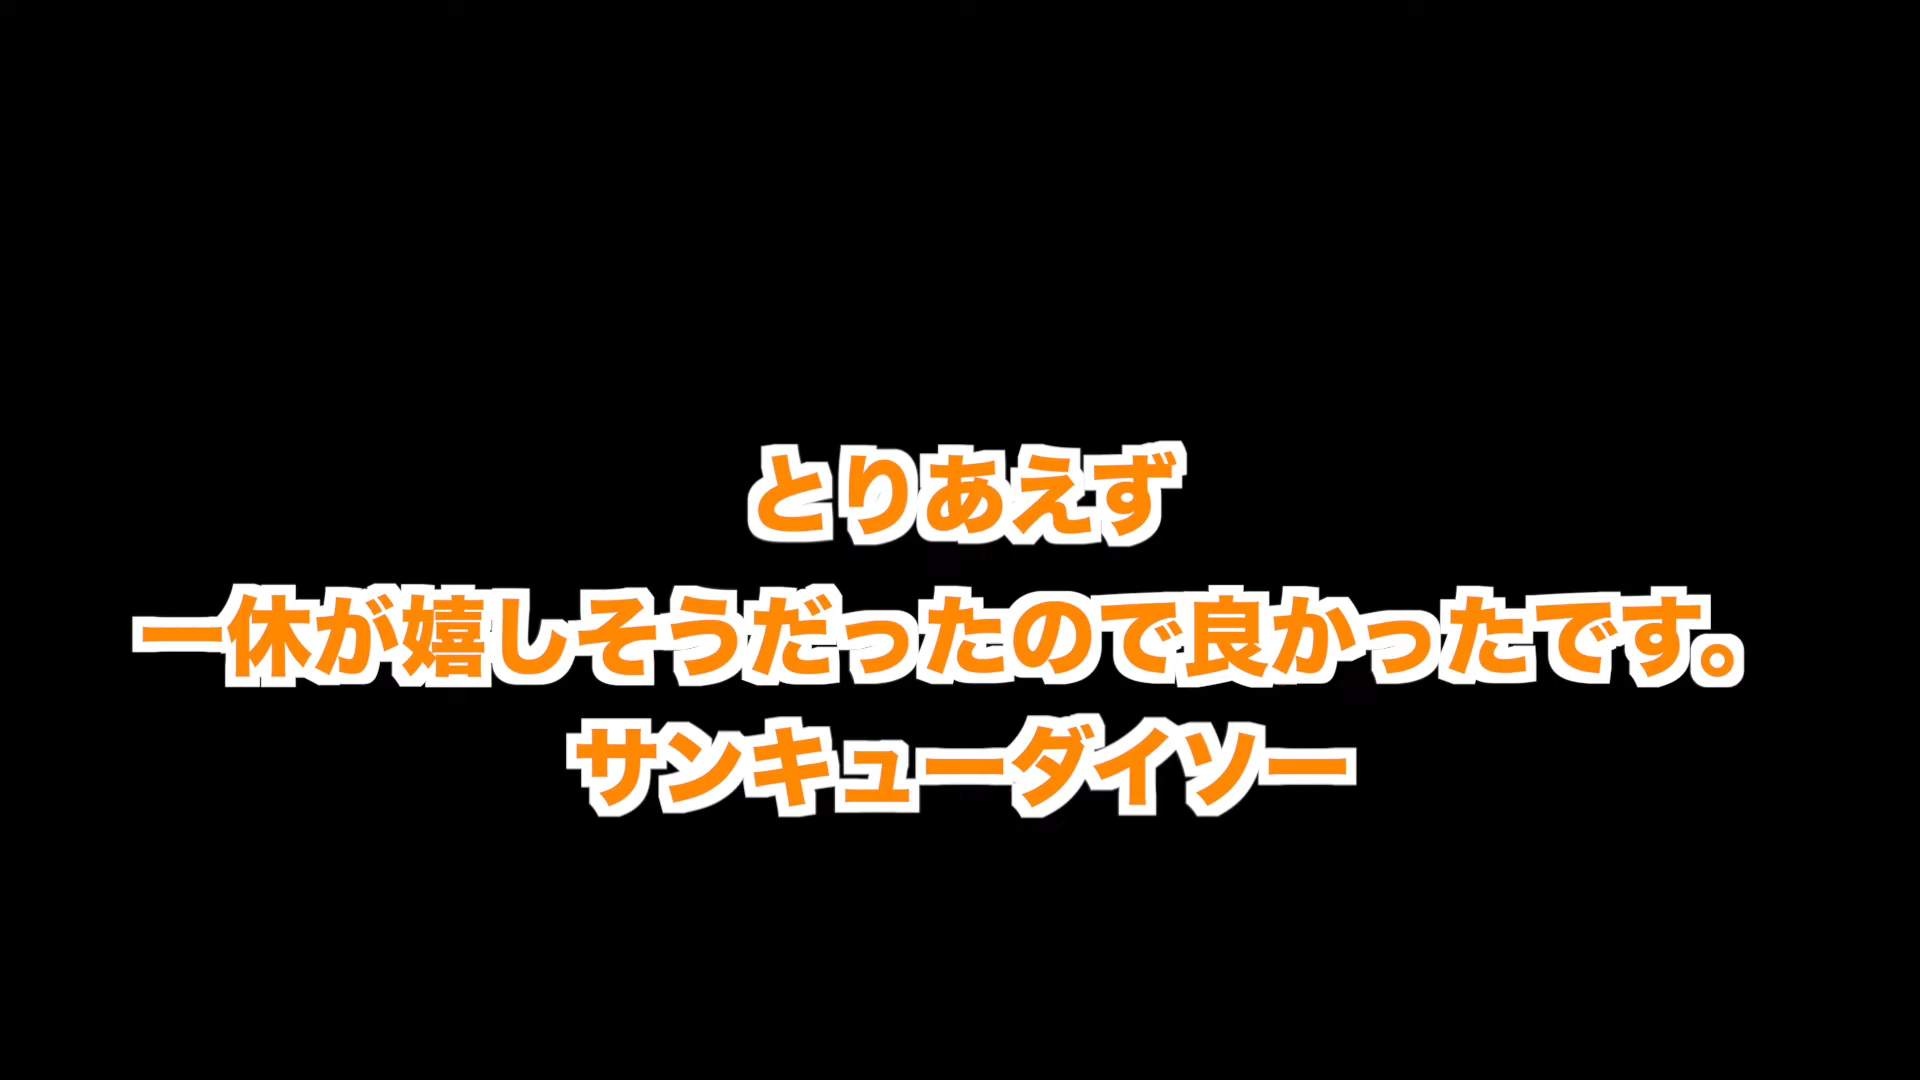 とりあえず
一休が嬉しそうだったので良かったです。
サンキューダイソー